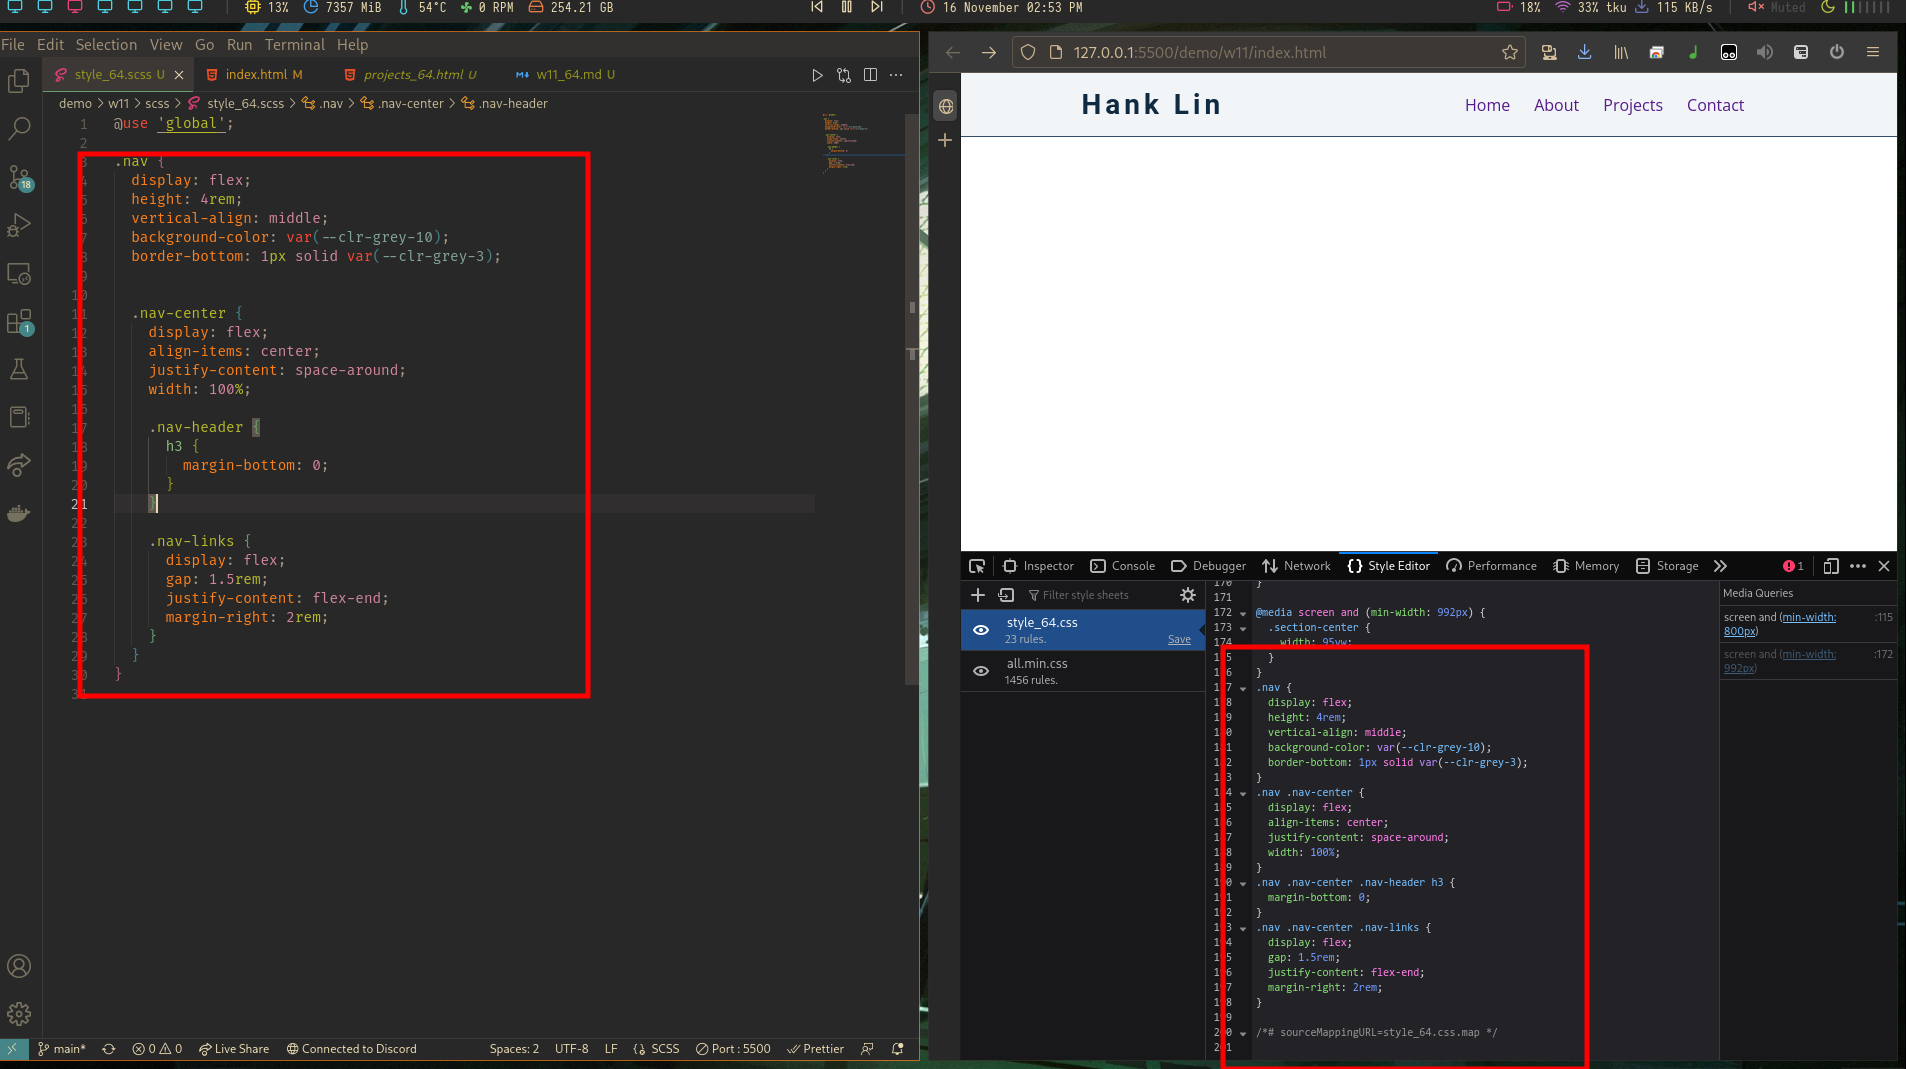 13% 7357 MiB 54°C 0 RPM 254.21 GB
16 November 02:53 PM
18% 33% tku 115 KB/s Muted
File Edit Selection View Go Run Terminal Help
style_64.scss U
index.html M
projects_64.html U
w11_64.md U
demo > w11 > scss > style_64.scss > .nav > .nav-center > .nav-header
1 @use 'global';
2
3 .nav {
4 display: flex;
5 height: 4rem;
6 vertical-align: middle;
7 background-color: var(--clr-grey-10);
8 border-bottom: 1px solid var(--clr-grey-3);
9
10
11 .nav-center {
12 display: flex;
13 align-items: center;
14 justify-content: space-around;
15 width: 100%;
16
17 .nav-header {
18 h3 {
19 margin-bottom: 0;
20 }
21 }
22
23 .nav-links {
24 display: flex;
25 gap: 1.5rem;
26 justify-content: flex-end;
27 margin-right: 2rem;
28 }
29 }
30 }
31
18
1
main* 0 0 Live Share Connected to Discord Spaces: 2 UTF-8 LF SCSS Port : 5500 Prettier
127.0.0.1:5500/demo/w11/index.html
Hank Lin
Home About Projects Contact
Inspector Console Debugger Network Style Editor Performance Memory Storage 1
Filter style sheets
style_64.css
23 rules. Save
all.min.css
1456 rules.
170 }
171
172 @media screen and (min-width: 992px) {
173 .section-center {
174 width: 95vw;
175 }
176 }
177 .nav {
178 display: flex;
179 height: 4rem;
180 vertical-align: middle;
181 background-color: var(--clr-grey-10);
182 border-bottom: 1px solid var(--clr-grey-3);
183 }
184 .nav .nav-center {
185 display: flex;
186 align-items: center;
187 justify-content: space-around;
188 width: 100%;
189 }
190 .nav .nav-center .nav-header h3 {
191 margin-bottom: 0;
192 }
193 .nav .nav-center .nav-links {
194 display: flex;
195 gap: 1.5rem;
196 justify-content: flex-end;
197 margin-right: 2rem;
198 }
199
200 /*# sourceMappingURL=style_64.css.map */
201
Media Queries
screen and (min-width: 800px) :115
screen and (min-width: 992px) :172